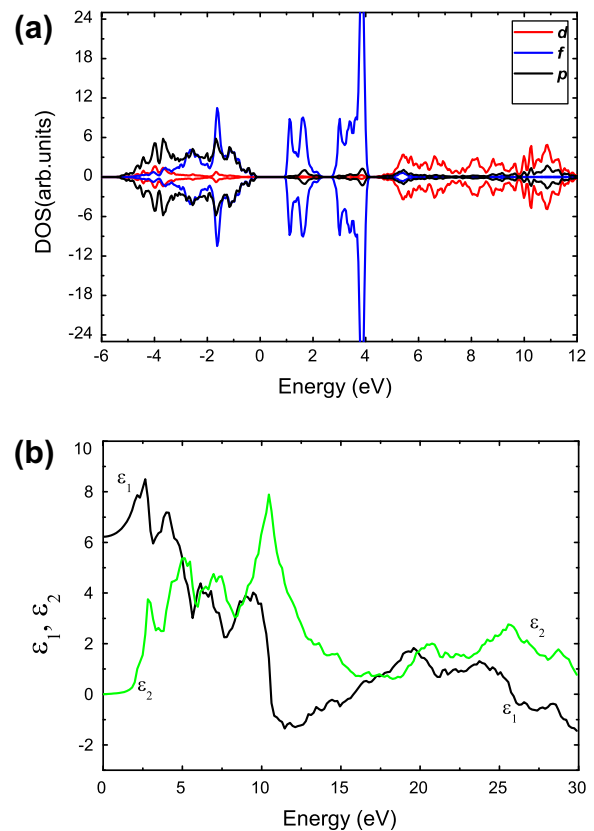 (a)
24
18
12
6
0
-6
-12
-18
-24
DOS(arb.units)
d
f
p
-6 -4 -2 0 2 4 6 8 10 12
Energy (eV)
(b)
10
8
6
4
2
0
-2
ε1, ε2
ε1
ε2
ε2
ε1
0 5 10 15 20 25 30
Energy (eV)